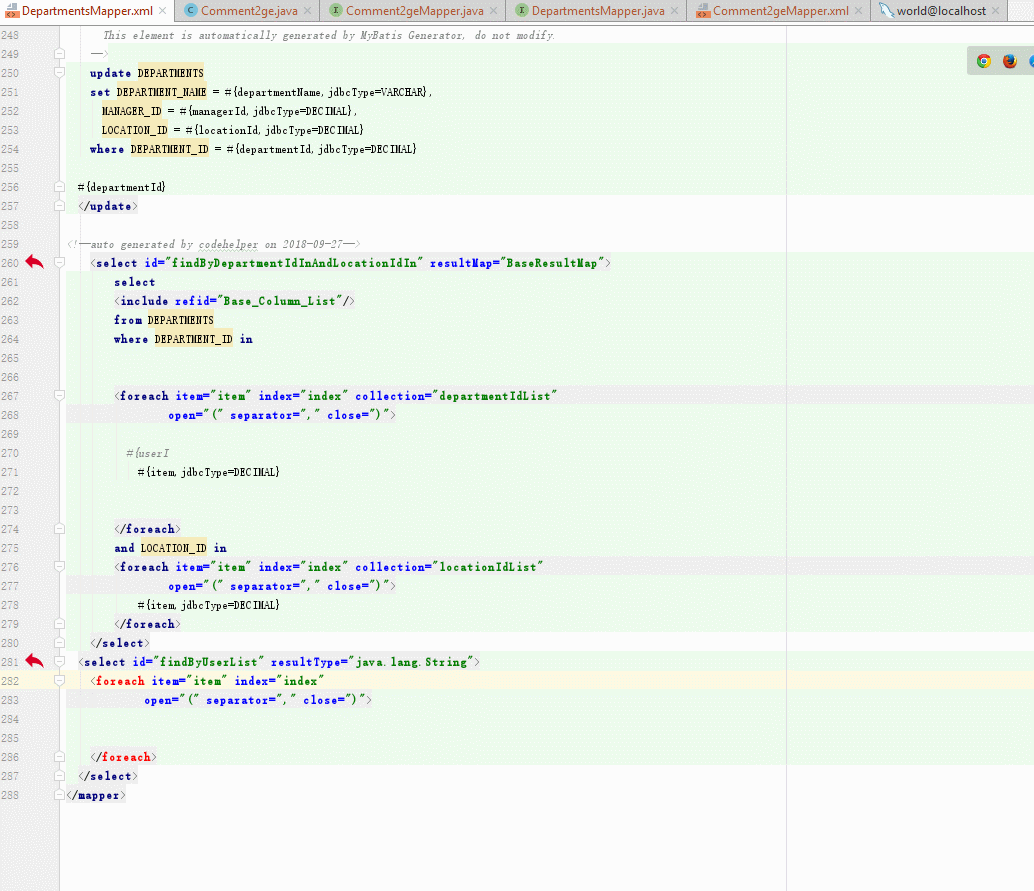 DepartmentsMapper.xml
Comment2ge.java
Comment2geMapper.java
DepartmentsMapper.java
Comment2geMapper.xml
world@localhost
248 This element is automatically generated by MyBatis Generator, do not modify.
249 -->
250 update DEPARTMENTS
251 set DEPARTMENT_NAME = #{departmentName,jdbcType=VARCHAR},
252 MANAGER_ID = #{managerId,jdbcType=DECIMAL},
253 LOCATION_ID = #{locationId,jdbcType=DECIMAL}
254 where DEPARTMENT_ID = #{departmentId,jdbcType=DECIMAL}
255
256 #{departmentId}
257 </update>
258
259 <!--auto generated by codehelper on 2018-09-27-->
260 <select id="findByDepartmentIdInAndLocationIdIn" resultMap="BaseResultMap">
261 select
262 <include refid="Base_Column_List"/>
263 from DEPARTMENTS
264 where DEPARTMENT_ID in
265
266
267 <foreach item="item" index="index" collection="departmentIdList"
268 open="(" separator="," close=")">
269
270 #{userI
271 #{item,jdbcType=DECIMAL}
272
273
274 </foreach>
275 and LOCATION_ID in
276 <foreach item="item" index="index" collection="locationIdList"
277 open="(" separator="," close=")">
278 #{item,jdbcType=DECIMAL}
279 </foreach>
280 </select>
281 <select id="findByUserList" resultType="java.lang.String">
282 <foreach item="item" index="index"
283 open="(" separator="," close=")">
284
285
286 </foreach>
287 </select>
288 </mapper>